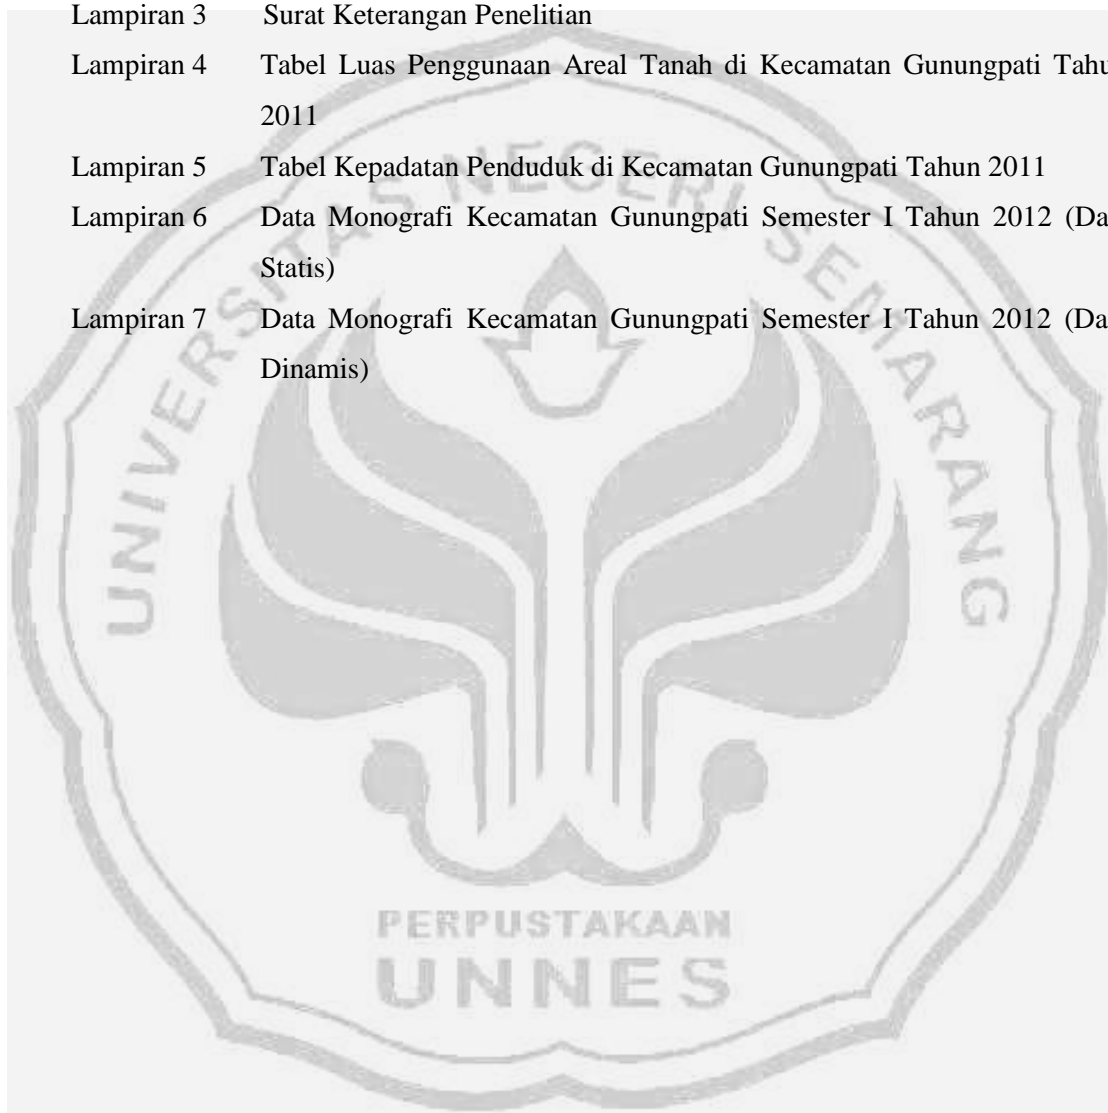 Lampiran 3 Surat Keterangan Penelitian
Lampiran 4 Tabel Luas Penggunaan Areal Tanah di Kecamatan Gunungpati Tahu
2011
Lampiran 5 Tabel Kepadatan Penduduk di Kecamatan Gunungpati Tahun 2011
Lampiran 6 Data Monografi Kecamatan Gunungpati Semester I Tahun 2012 (Da
Statis)
Lampiran 7 Data Monografi Kecamatan Gunungpati Semester I Tahun 2012 (Da
Dinamis)
UNIVERSITAS NEGERI SEMARANG
PERPUSTAKAAN
UNNES